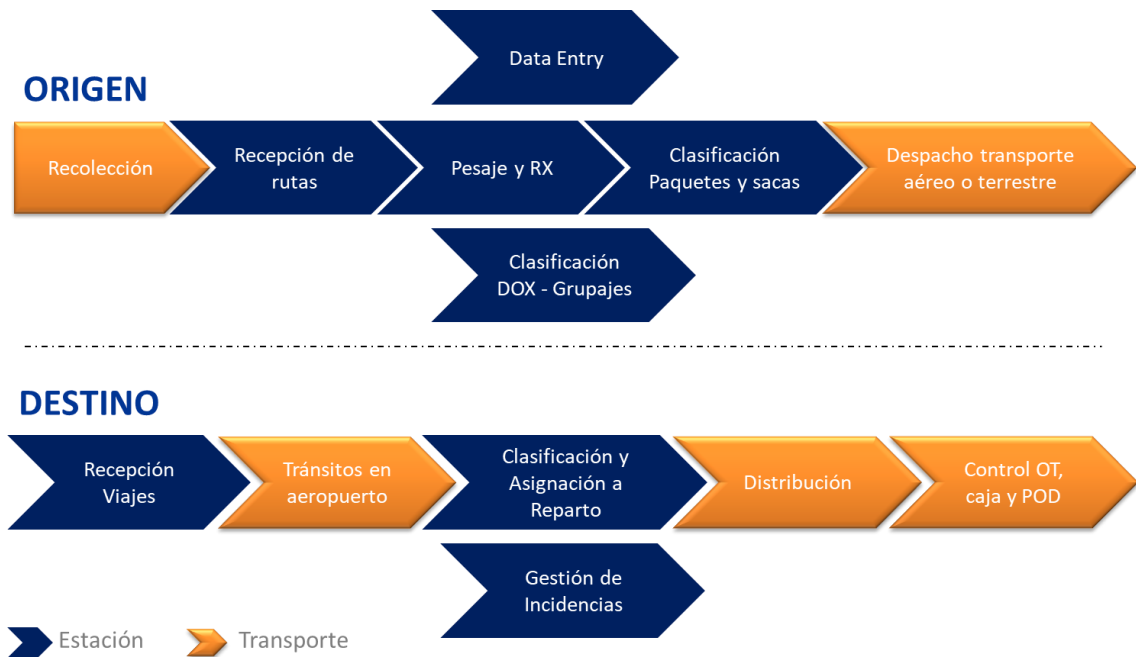 Data Entry
ORIGEN
Recolección
Recepción de
rutas
Pesaje y RX
Clasificación
Paquetes y sacas
Despacho transporte
aéreo o terrestre
Clasificación
DOX - Grupajes
DESTINO
Recepción
Viajes
Tránsitos en
aeropuerto
Clasificación y
Asignación a
Reparto
Distribución
Control OT,
caja y POD
Gestión de
Incidencias
Estación
Transporte